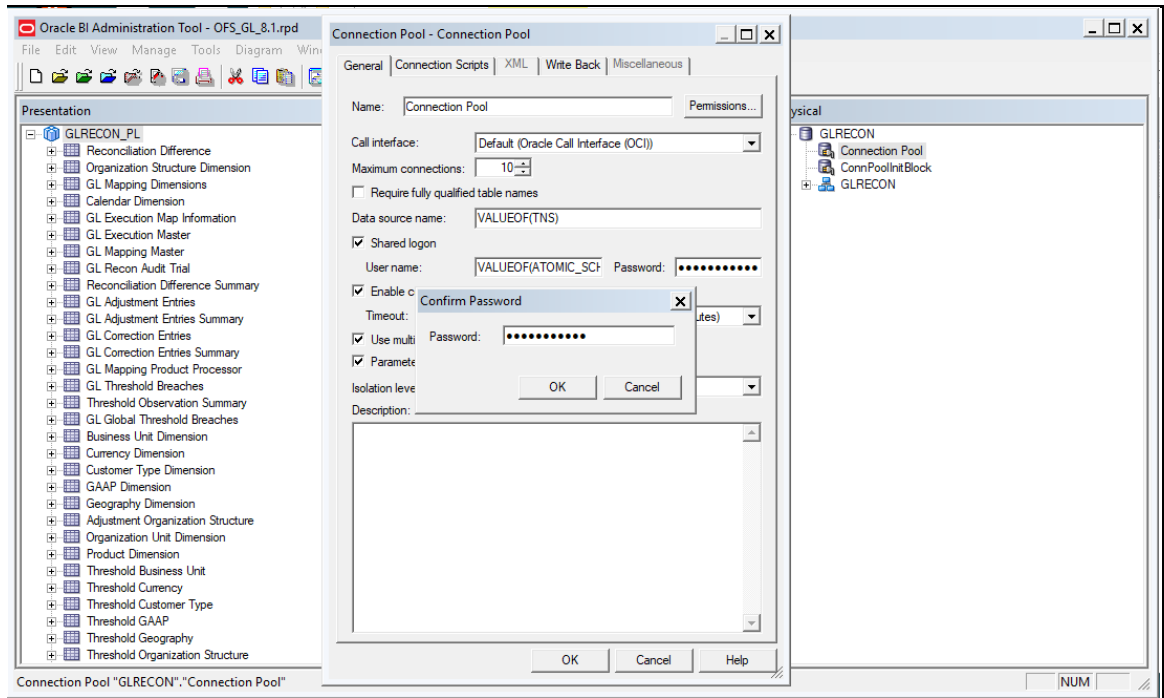 Oracle BI Administration Tool - OFS_GL_8.1.rpd
File Edit View Manage Tools Diagram
Presentation
GLRECON_PL
Reconciliation Difference
Organization Structure Dimension
GL Mapping Dimensions
Calendar Dimension
GL Execution Map Information
GL Execution Master
GL Mapping Master
GL Recon Audit Trial
Reconciliation Difference Summary
GL Adjustment Entries
GL Adjustment Entries Summary
GL Correction Entries
GL Correction Entries Summary
GL Mapping Product Processor
GL Threshold Breaches
Threshold Observation Summary
GL Global Threshold Breaches
Business Unit Dimension
Currency Dimension
Customer Type Dimension
GAAP Dimension
Geography Dimension
Adjustment Organization Structure
Organization Unit Dimension
Product Dimension
Threshold Business Unit
Threshold Currency
Threshold Customer Type
Threshold GAAP
Threshold Geography
Threshold Organization Structure
Connection Pool "GLRECON"."Connection Pool"
Connection Pool - Connection Pool
General Connection Scripts XML Write Back Miscellaneous
Name: Connection Pool Permissions...
Call interface: Default (Oracle Call Interface (OCI))
Maximum connections: 10
Require fully qualified table names
Data source name: VALUEOF(TNS)
Shared logon
User name: VALUEOF(ATOMIC_SCH Password: •••••••••••
Enable c
Timeout: utes)
Use multi
Paramete
Isolation leve
Description:
Confirm Password
Password: •••••••••••
OK Cancel
OK Cancel Help
ysical
GLRECON
Connection Pool
ConnPoolInitBlock
GLRECON
NUM